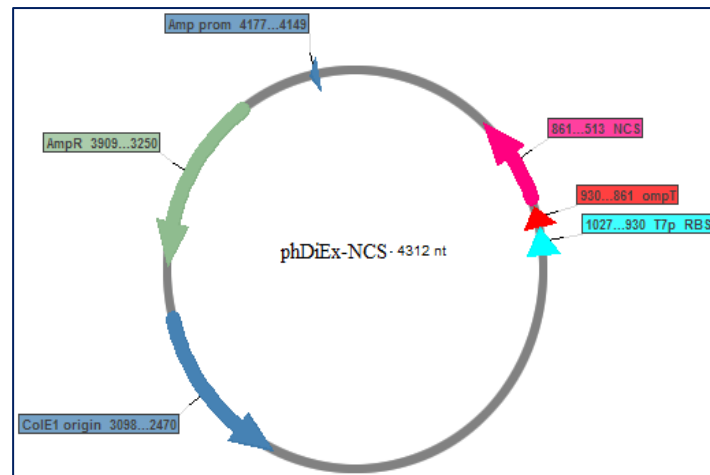 Amp prom 4177...4149
AmpR 3909...3250
861...513 NCS
930...861 ompT
1027...930 T7p RBS
phDiEx-NCS - 4312 nt
ColE1 origin 3098...2470